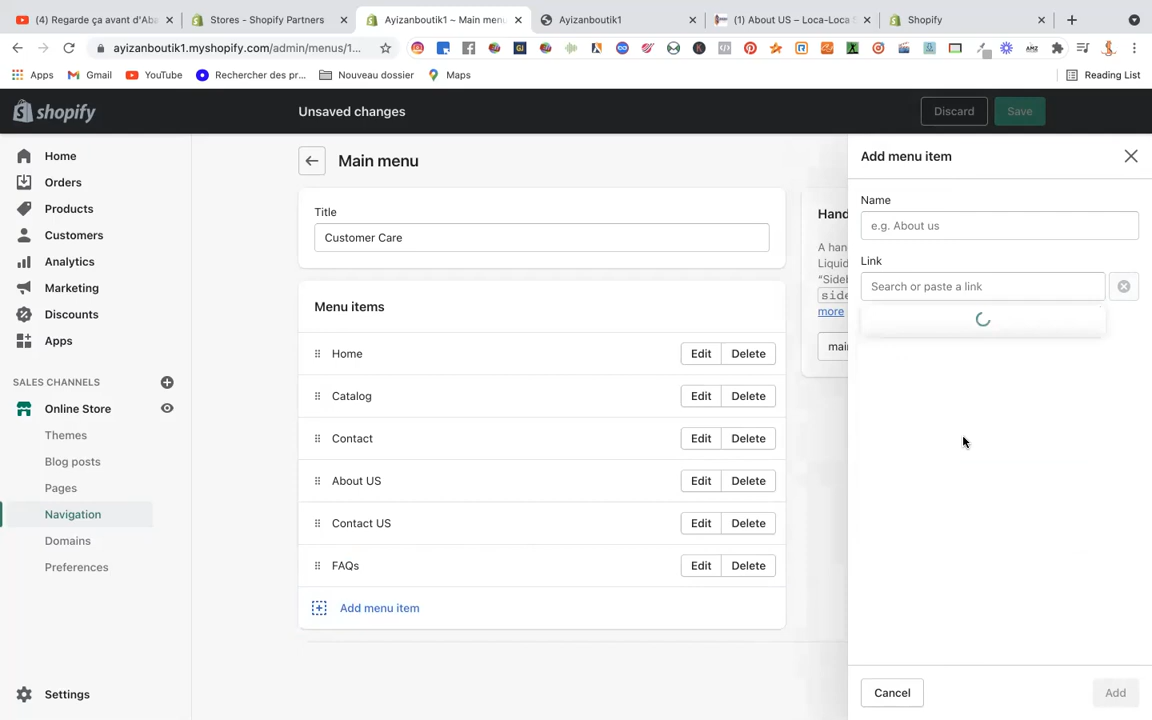 (4) Regarde ça avant d'Aba
Stores - Shopify Partners
Ayizanboutik1 ~ Main menu
Ayizanboutik1
(1) About US – Loca-Loca S
Shopify
ayizanboutik1.myshopify.com/admin/menus/1...
Apps
Gmail
YouTube
Rechercher des pr...
Nouveau dossier
Maps
Reading List
shopify
Unsaved changes
Discard
Save
Home
Orders
Products
Customers
Analytics
Marketing
Discounts
Apps
SALES CHANNELS
Online Store
Themes
Blog posts
Pages
Navigation
Domains
Preferences
Settings
Main menu
Title
Customer Care
Menu items
Home Edit Delete
Catalog Edit Delete
Contact Edit Delete
About US Edit Delete
Contact US Edit Delete
FAQs Edit Delete
Add menu item
Hand
A han
Liquid
"Sideb
side
more
main
Add menu item
Name
e.g. About us
Link
Search or paste a link
Cancel
Add